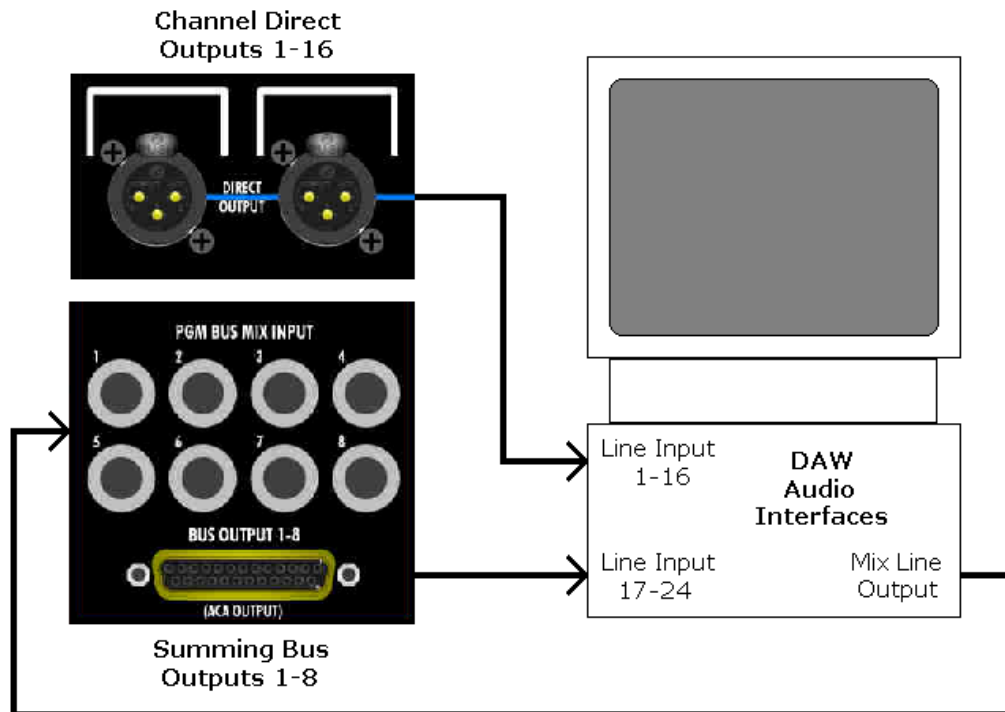 Channel Direct
Outputs 1-16
DIRECT
OUTPUT
PGM BUS MIX INPUT
1 2 3 4
5 6 7 8
BUS OUTPUT 1-8
(ACA OUTPUT)
Summing Bus
Outputs 1-8
Line Input
1-16
DAW
Audio
Interfaces
Line Input
17-24
Mix Line
Output